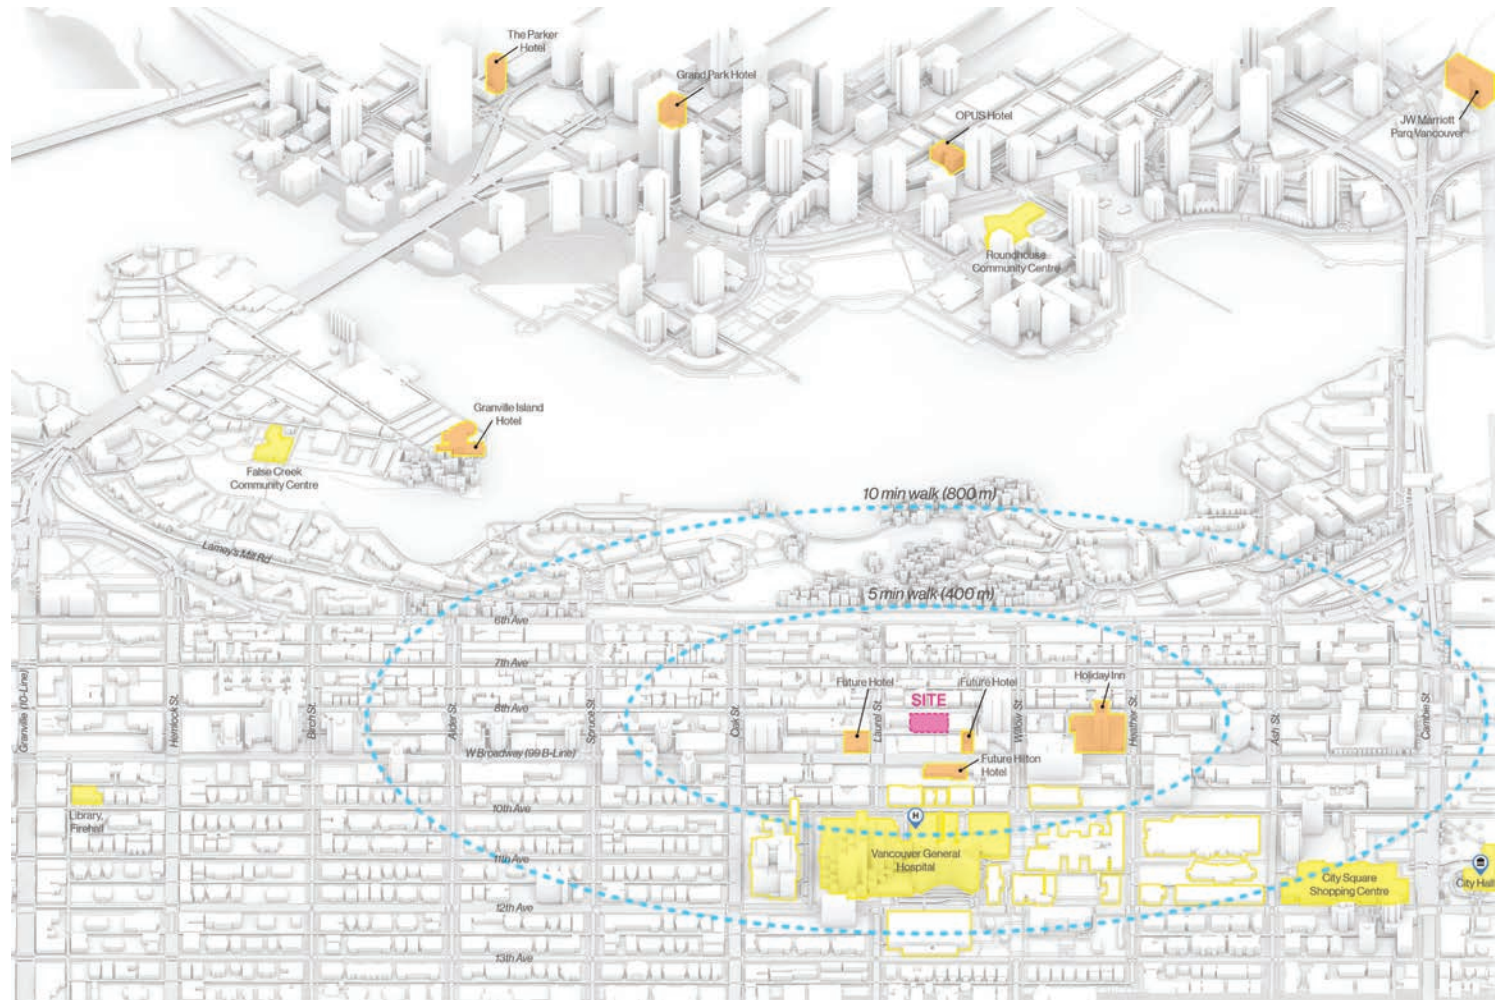 The Parker
Hotel
Grand Park Hotel
OPUS Hotel
JW Marriott
Parq Vancouver
Roundhouse
Community Centre
Granville Island
Hotel
False Creek
Community Centre
10 min walk (800 m)
Lamey's Mill Rd
5 min walk (400 m)
6th Ave
7th Ave
8th Ave
W Broadway (99 B-Line)
10th Ave
11th Ave
12th Ave
13th Ave
Granville (10-Line)
Hemlock St.
Birch St.
Alder St.
Spruce St.
Oak St.
Laurel St.
Willow St.
Heather St.
Ash St.
Cambie St.
Future Hotel
SITE
Future Hotel
Holiday Inn
Future Hilton
Hotel
Library,
Firehall
H
Vancouver General
Hospital
City Square
Shopping Centre
City Hall